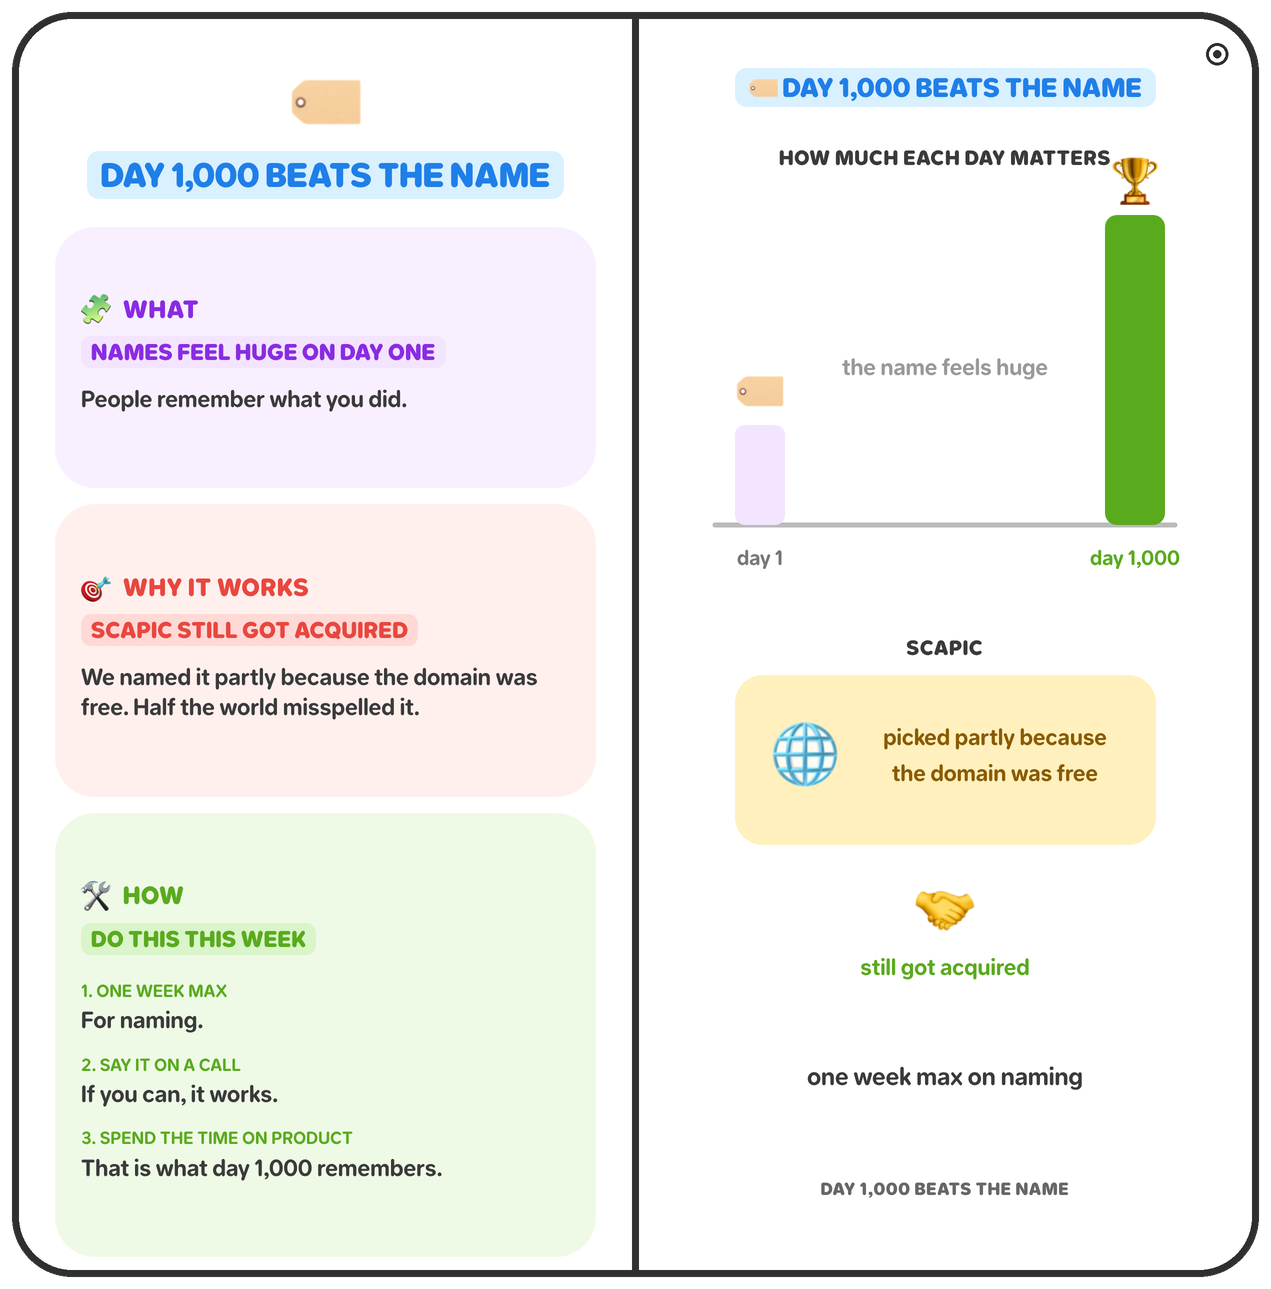 DAY 1,000 BEATS THE NAME
WHAT
NAMES FEEL HUGE ON DAY ONE
People remember what you did.
WHY IT WORKS
SCAPIC STILL GOT ACQUIRED
We named it partly because the domain was
free. Half the world misspelled it.
HOW
DO THIS THIS WEEK
1. ONE WEEK MAX
For naming.
2. SAY IT ON A CALL
If you can, it works.
3. SPEND THE TIME ON PRODUCT
That is what day 1,000 remembers.
DAY 1,000 BEATS THE NAME
HOW MUCH EACH DAY MATTERS
the name feels huge
day 1
day 1,000
SCAPIC
picked partly because
the domain was free
still got acquired
one week max on naming
DAY 1,000 BEATS THE NAME